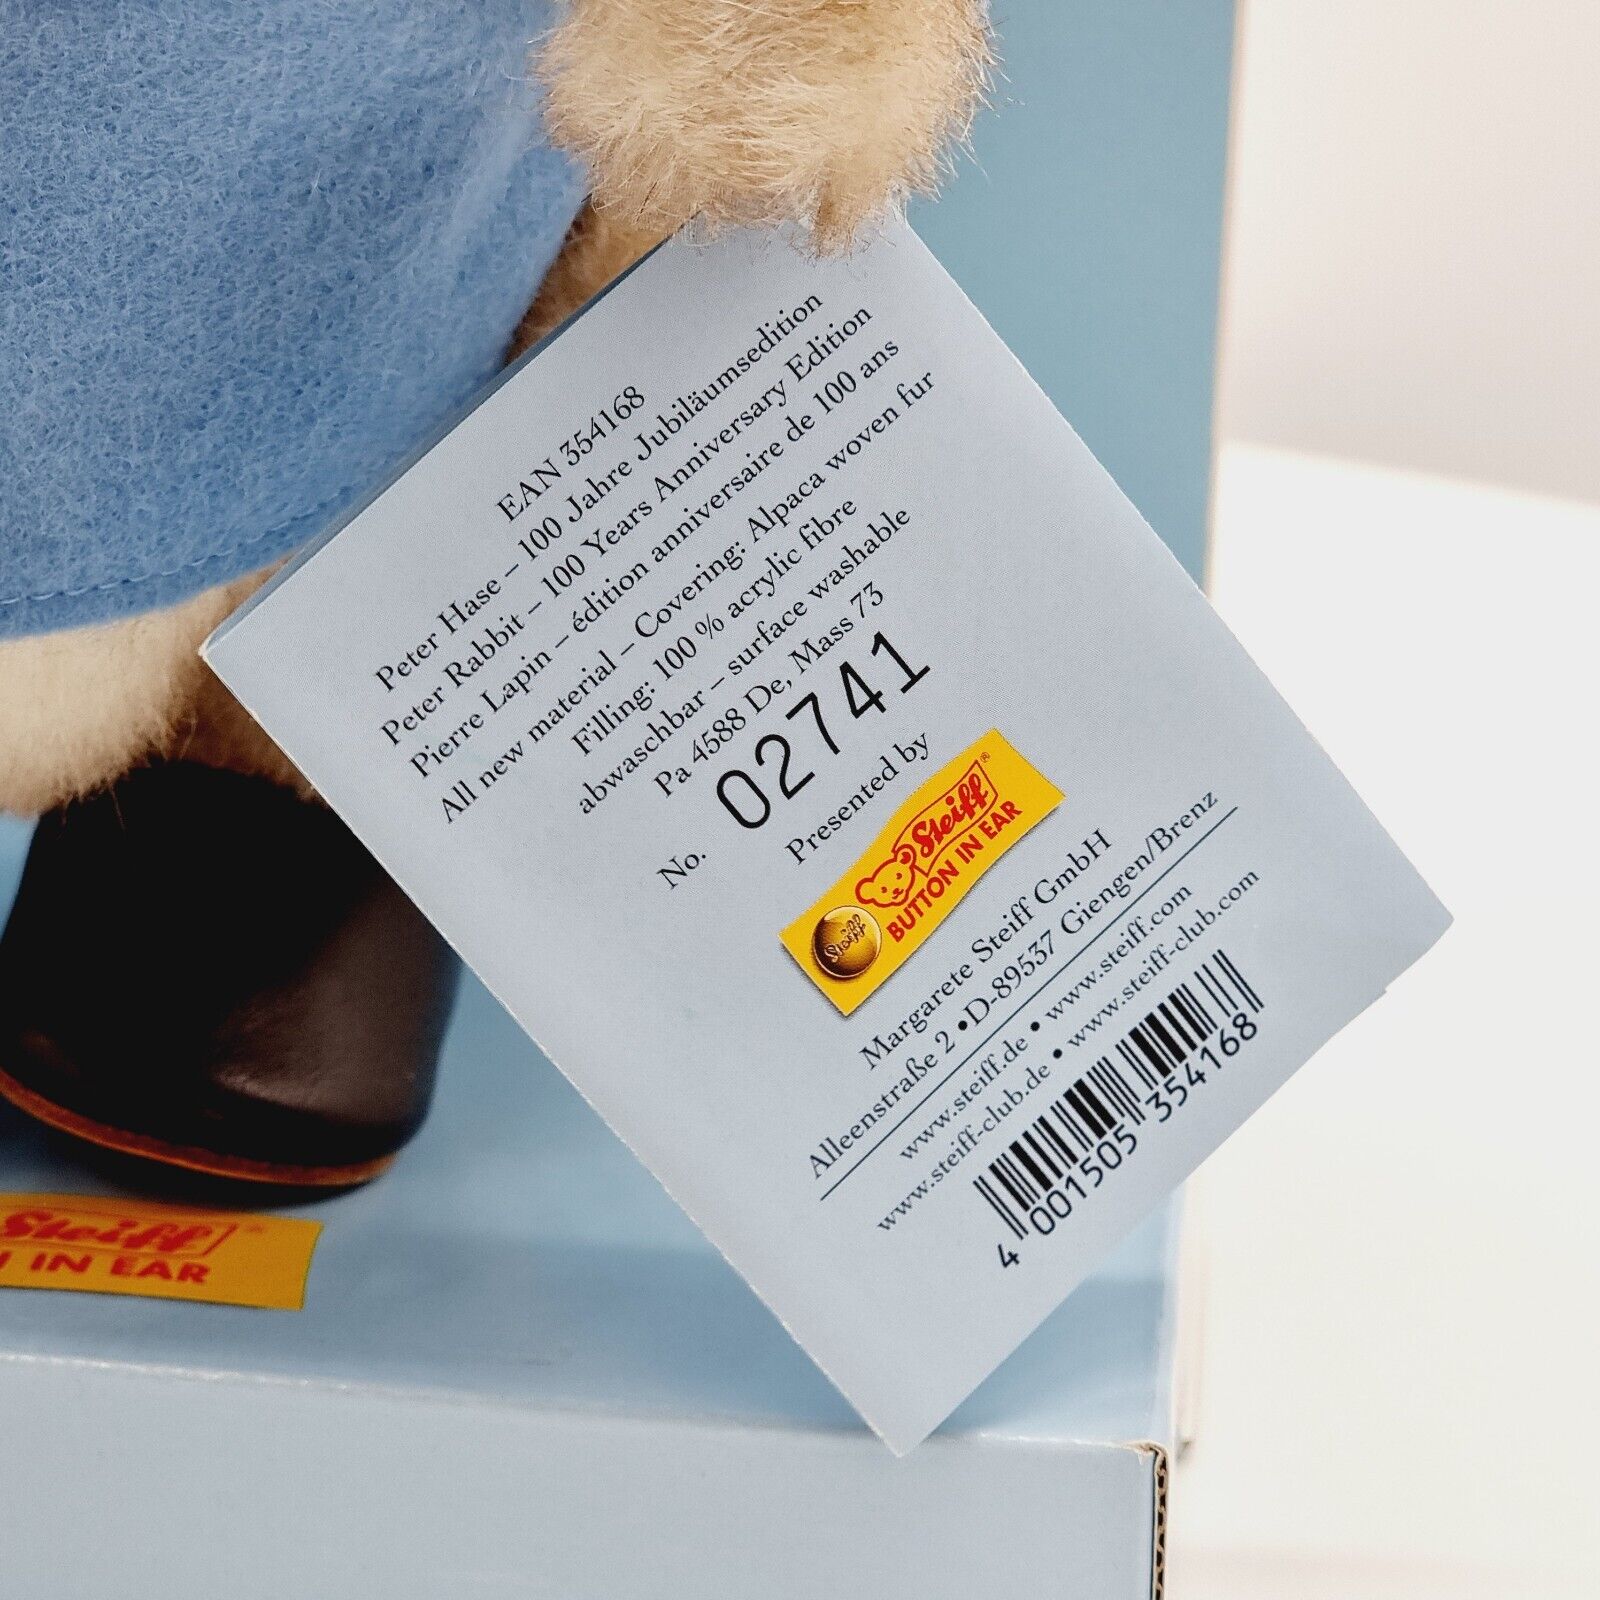 EAN 354168
Peter Hase – 100 Jahre Jubiläumsedition
Peter Rabbit – 100 Years Anniversary Edition
Pierre Lapin – édition anniversaire de 100 ans
All new material – Covering: Alpaca woven fur
Filling: 100 % acrylic fibre
abwaschbar – surface washable
Pa 4588 De, Mass 73
No. 02741
Presented by
Steiff®
BUTTON IN EAR
Steiff
Margarete Steiff GmbH
Alleenstraße 2 • D-89537 Giengen/Brenz
www.steiff.de • www.steiff.com
www.steiff-club.de • www.steiff-club.com
4 001505 354168
Steiff®
IN EAR